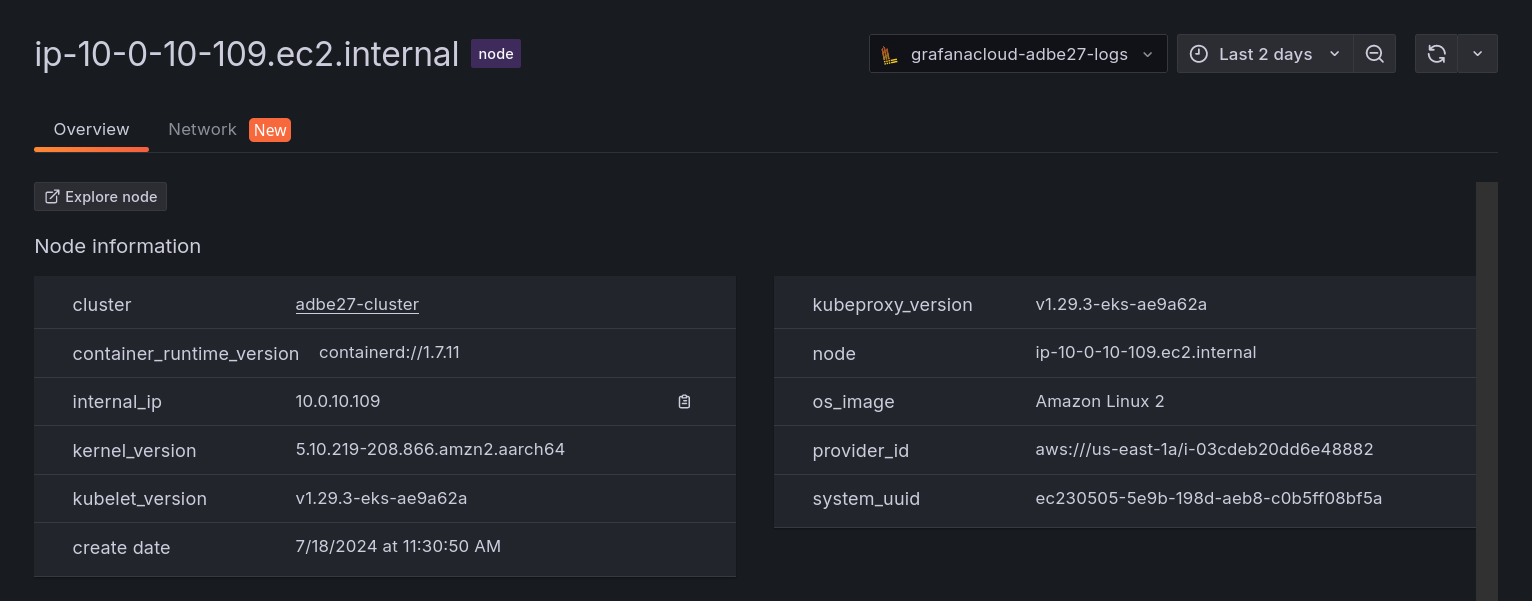 ip-10-0-10-109.ec2.internal node grafanacloud-adbe27-logs Last 2 days
Overview Network New
Explore node
Node information
cluster adbe27-cluster
container_runtime_version containerd://1.7.11
internal_ip 10.0.10.109
kernel_version 5.10.219-208.866.amzn2.aarch64
kubelet_version v1.29.3-eks-ae9a62a
create date 7/18/2024 at 11:30:50 AM
kubeproxy_version v1.29.3-eks-ae9a62a
node ip-10-0-10-109.ec2.internal
os_image Amazon Linux 2
provider_id aws:///us-east-1a/i-03cdeb20dd6e48882
system_uuid ec230505-5e9b-198d-aeb8-c0b5ff08bf5a